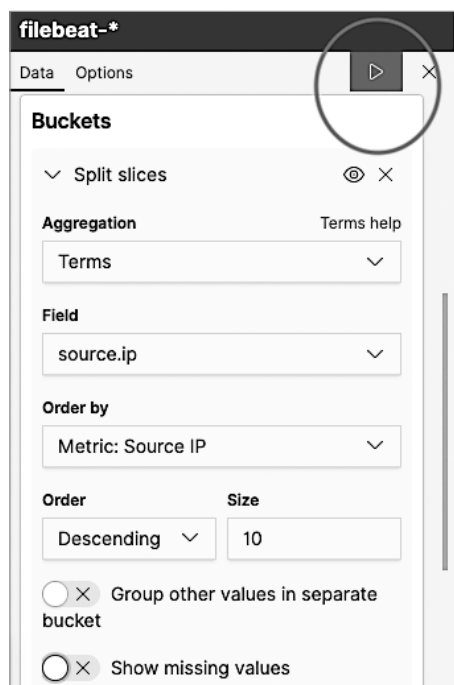 filebeat-*
Data Options
Buckets
Split slices
Aggregation Terms help
Terms
Field
source.ip
Order by
Metric: Source IP
Order Size
Descending 10
Group other values in separate
bucket
Show missing values